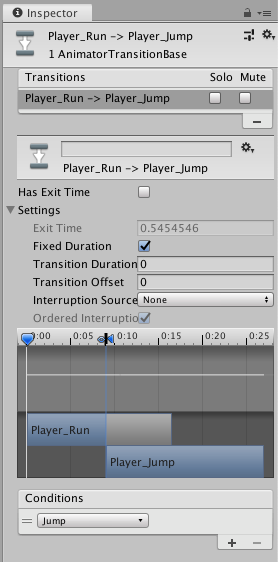 Inspector
Player_Run -> Player_Jump
1 AnimatorTransitionBase
Transitions Solo Mute
Player_Run -> Player_Jump
Player_Run -> Player_Jump
Has Exit Time
Settings
Exit Time 0.5454546
Fixed Duration
Transition Duration 0
Transition Offset 0
Interruption Source None
Ordered Interruptio
0:00 0:05 0:10 0:15 0:20 0:25
Player_Run
Player_Jump
Conditions
= Jump
+ −